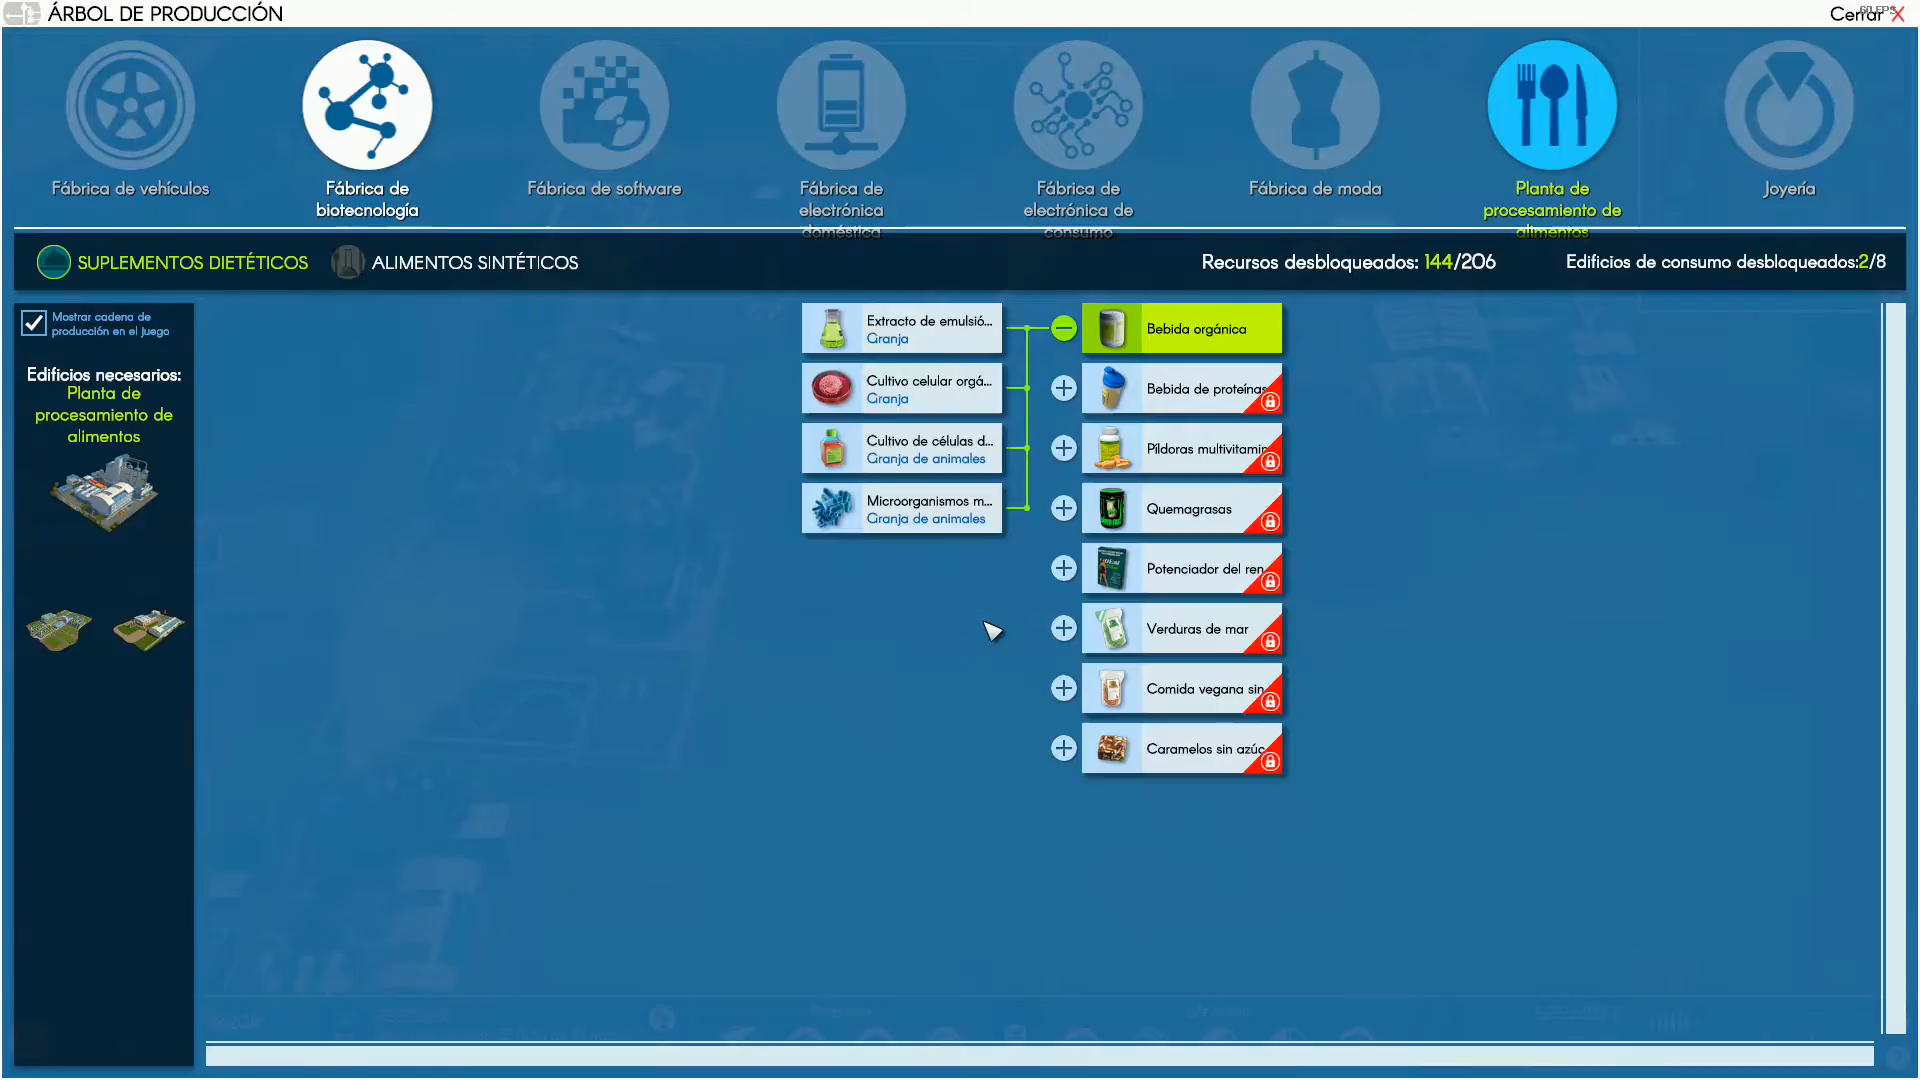 ÁRBOL DE PRODUCCIÓN
Cerrar X
60 FPS
Fábrica de vehículos
Fábrica de
biotecnología
Fábrica de software
Fábrica de
electrónica
doméstica
Fábrica de
electrónica de
consumo
Fábrica de moda
Planta de
procesamiento de
alimentos
Joyería
SUPLEMENTOS DIETÉTICOS
ALIMENTOS SINTÉTICOS
Recursos desbloqueados: 144/206
Edificios de consumo desbloqueados:2/8
Mostrar cadena de
producción en el juego
Edificios necesarios:
Planta de
procesamiento de
alimentos
Extracto de emulsió...
Granja
Cultivo celular orgá...
Granja
Cultivo de células d...
Granja de animales
Microorganismos m...
Granja de animales
Bebida orgánica
Bebida de proteínas
Píldoras multivitamin
Quemagrasas
Potenciador del ren
Verduras de mar
Comida vegana sin
Caramelos sin azúc